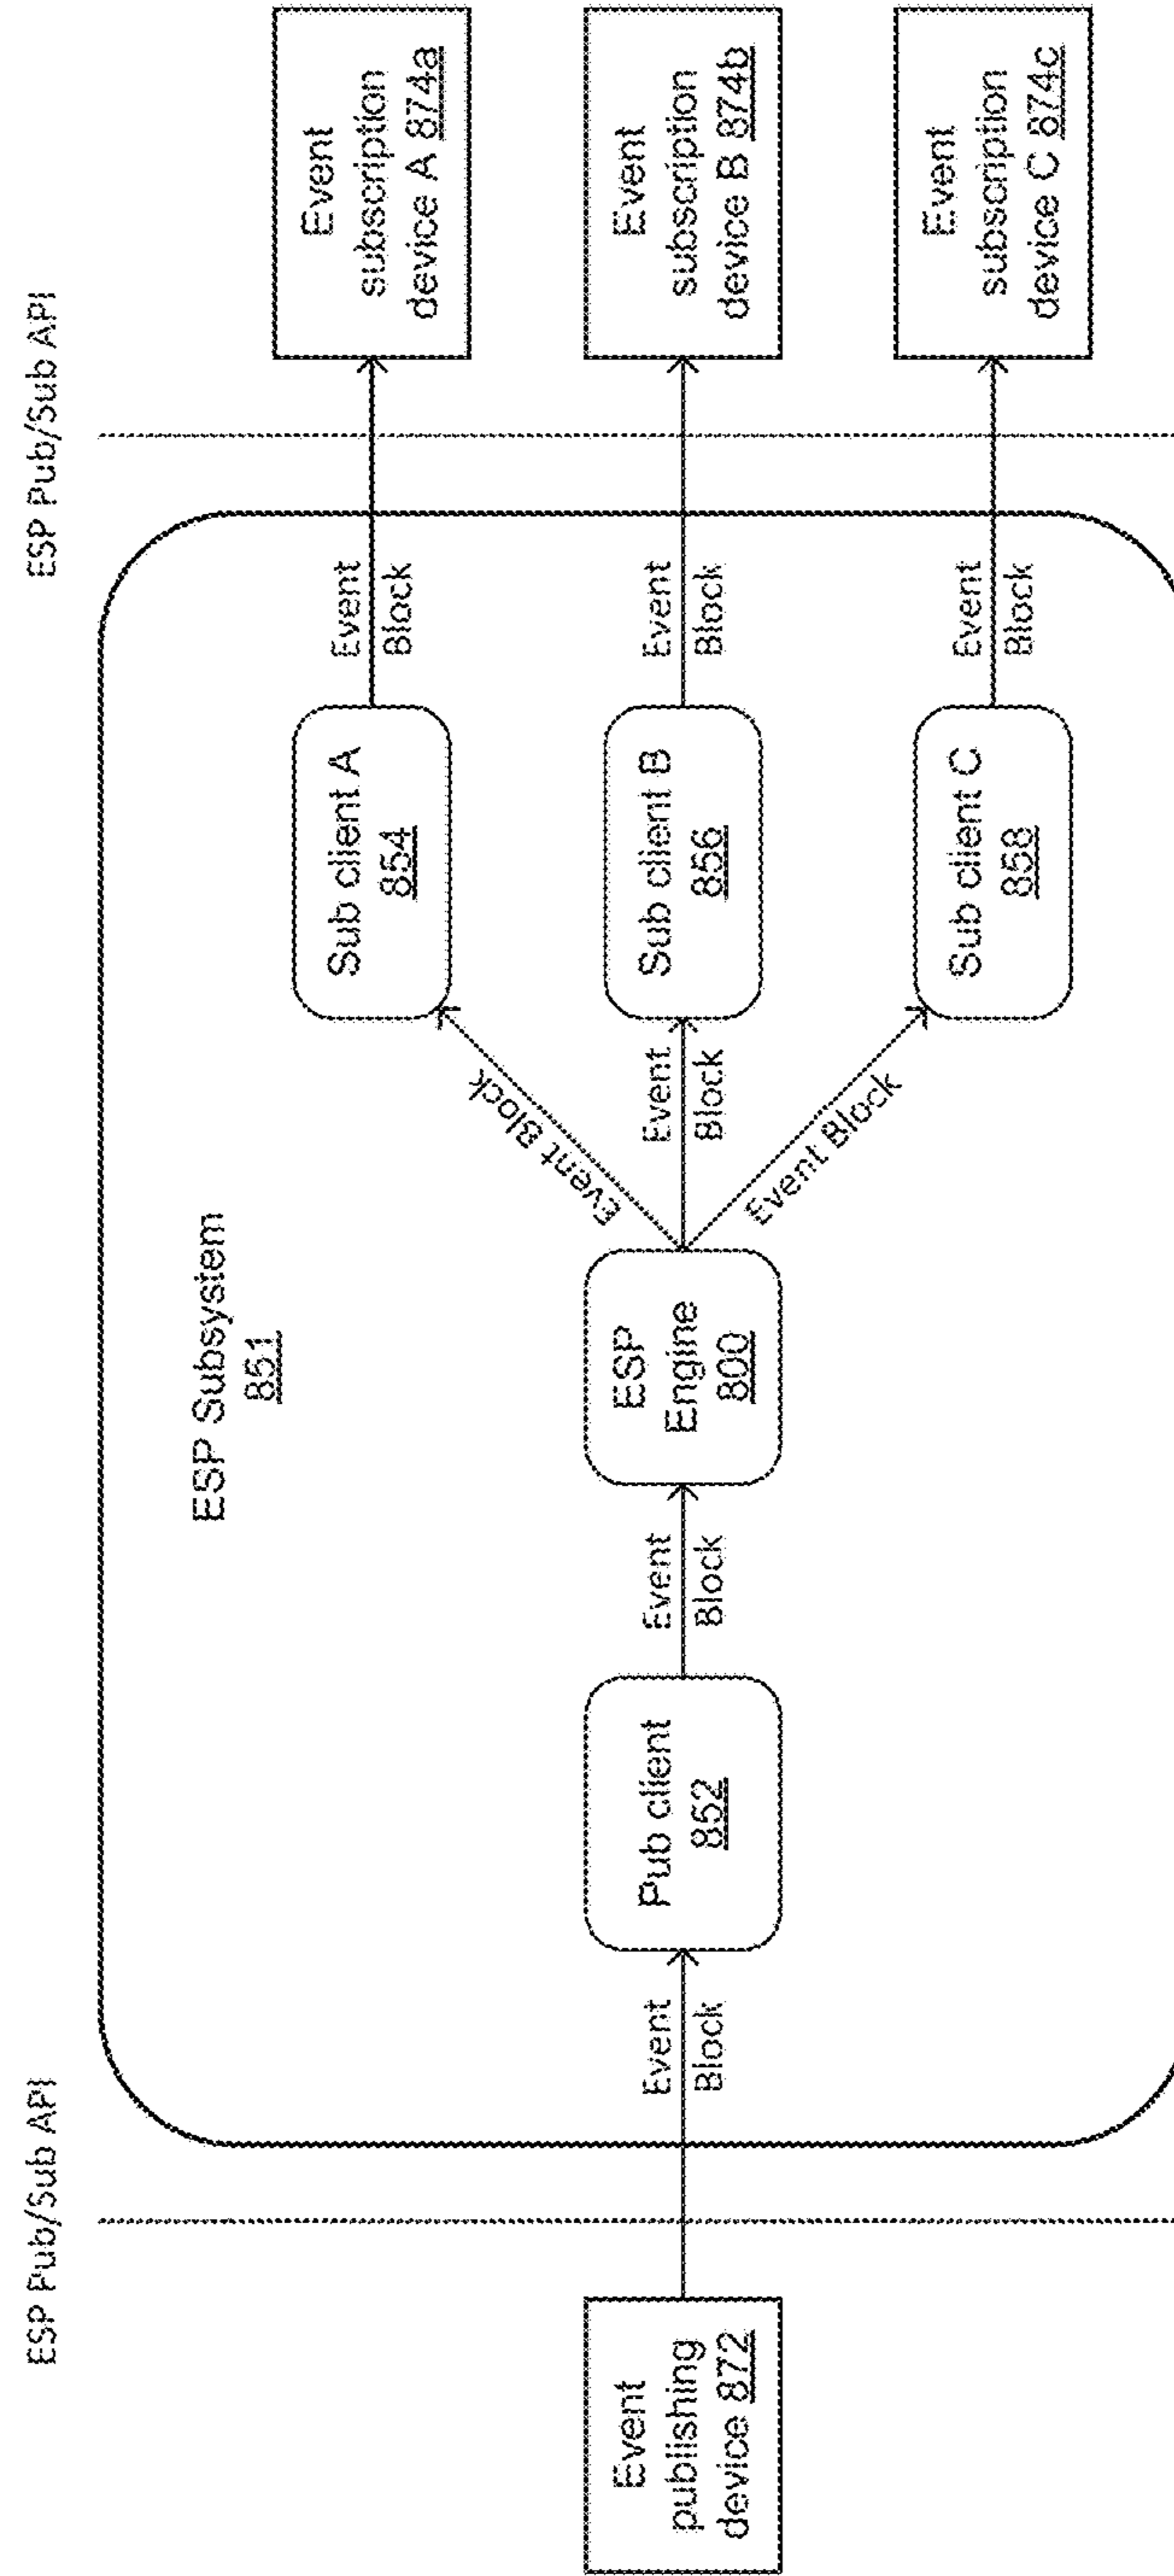 ESP Pub/Sub API
ESP Pub/Sub API
ESP Subsystem
851
Event
publishing
device 872
Event
Block
Pub client
852
Event
Block
ESP
Engine
800
Event Block
Event
Block
Event Block
Sub client A
854
Sub client B
856
Sub client C
858
Event
Block
Event
Block
Event
Block
Event
subscription
device A 874a
Event
subscription
device B 874b
Event
subscription
device C 874c